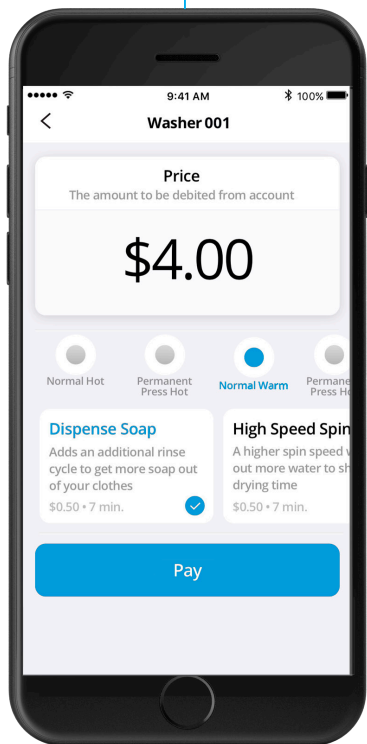 9:41 AM
100%
Washer 001
Price
The amount to be debited from account
$4.00
Normal Hot
Permanent
Press Hot
Normal Warm
Permane
Press Ho
Dispense Soap
Adds an additional rinse
cycle to get more soap out
of your clothes
$0.50 • 7 min.
High Speed Spin
A higher spin speed w
out more water to sh
drying time
$0.50 • 7 min.
Pay